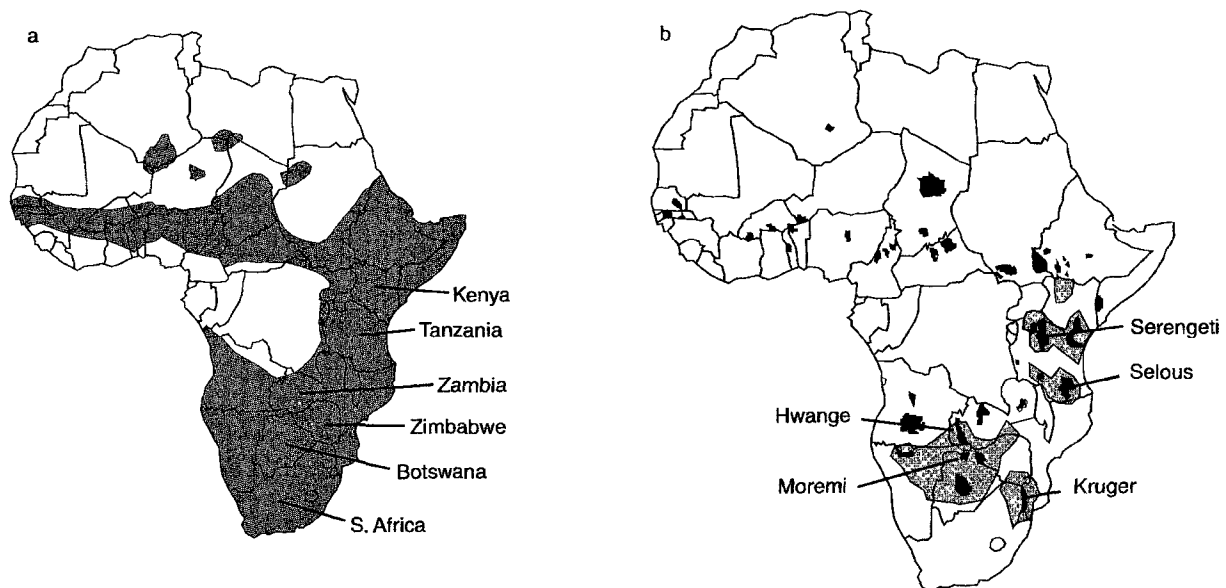 a
Kenya
Tanzania
Zambia
Zimbabwe
Botswana
S. Africa
b
Serengeti
Selous
Hwange
Moremi
Kruger